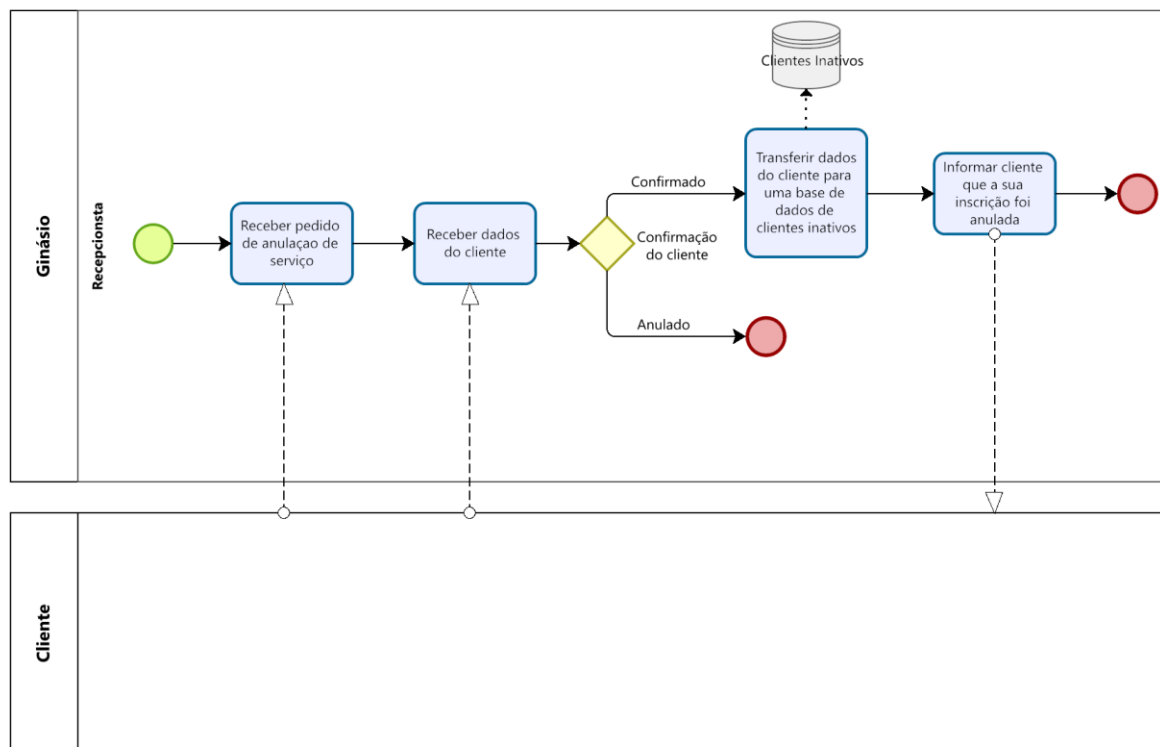 Ginásio
Recepcionsta
Receber pedido
de anulaçao de
serviço
Receber dados
do cliente
Confirmação
do cliente
Confirmado
Anulado
Clientes Inativos
Transferir dados
do cliente para
uma base de
dados de
clientes inativos
Informar cliente
que a sua
inscrição foi
anulada
Cliente